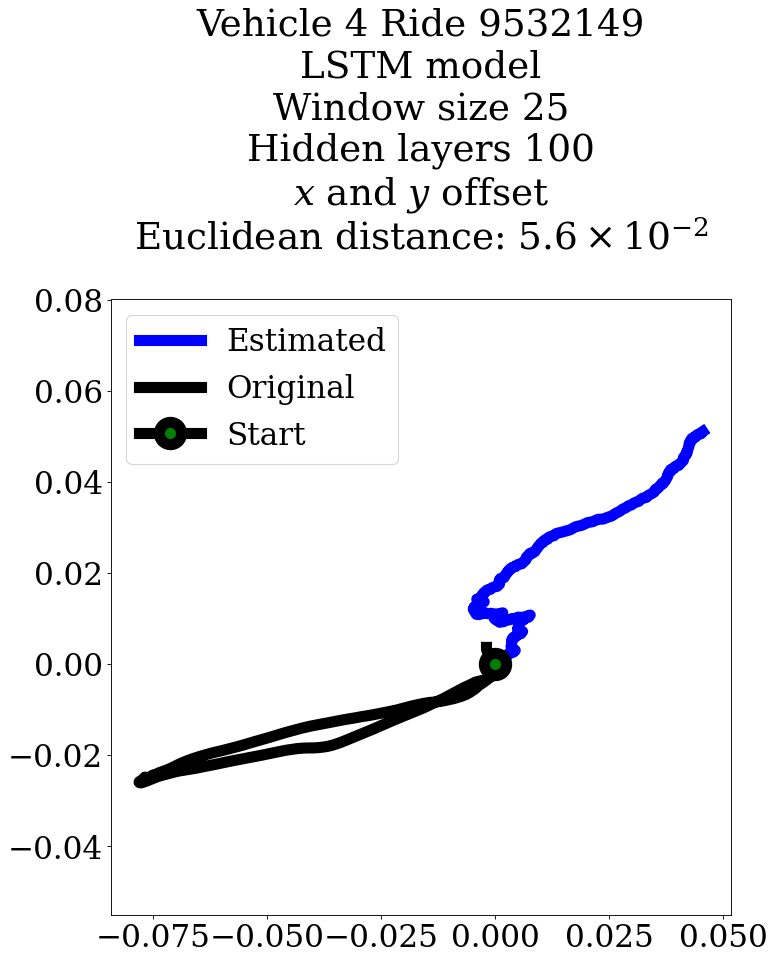 Vehicle 4 Ride 9532149
LSTM model
Window size 25
Hidden layers 100
x and y offset
Euclidean distance: 5.6 × 10⁻²
Estimated
Original
Start
0.08
0.06
0.04
0.02
0.00
−0.02
−0.04
−0.075 −0.050 −0.025 0.000 0.025 0.050